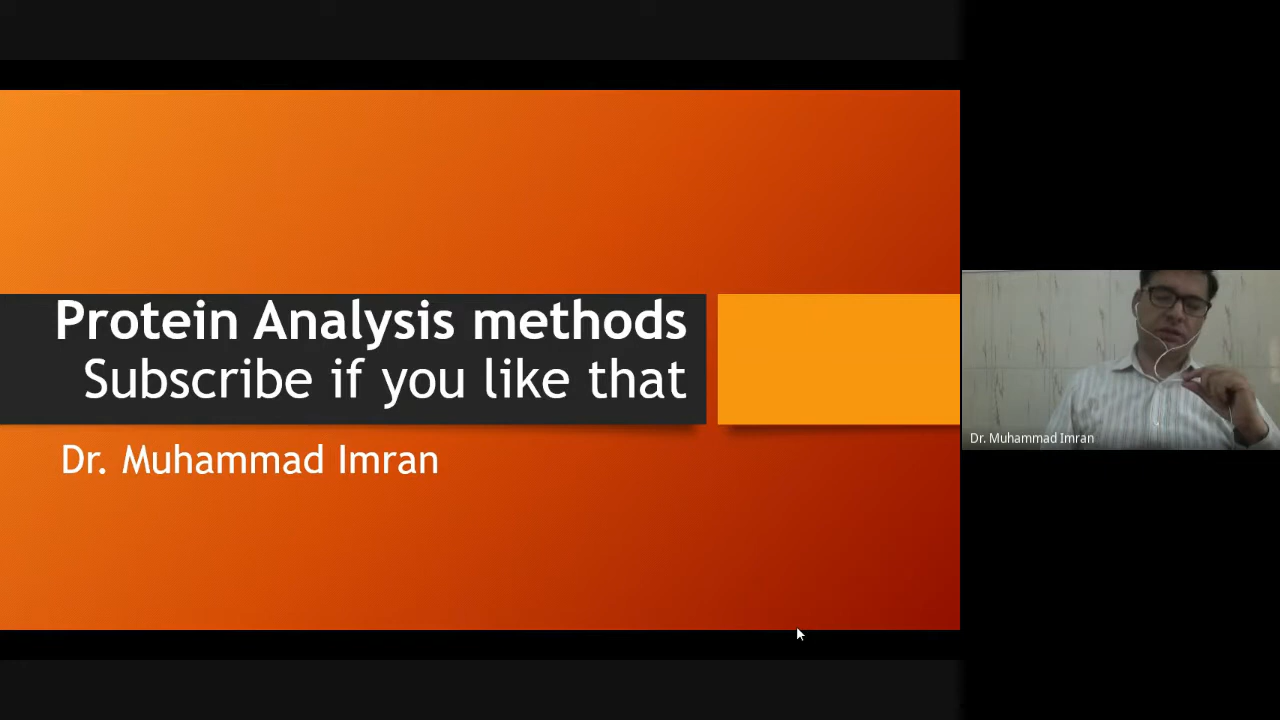 Protein Analysis methods
Subscribe if you like that
Dr. Muhammad Imran
Dr. Muhammad Imran